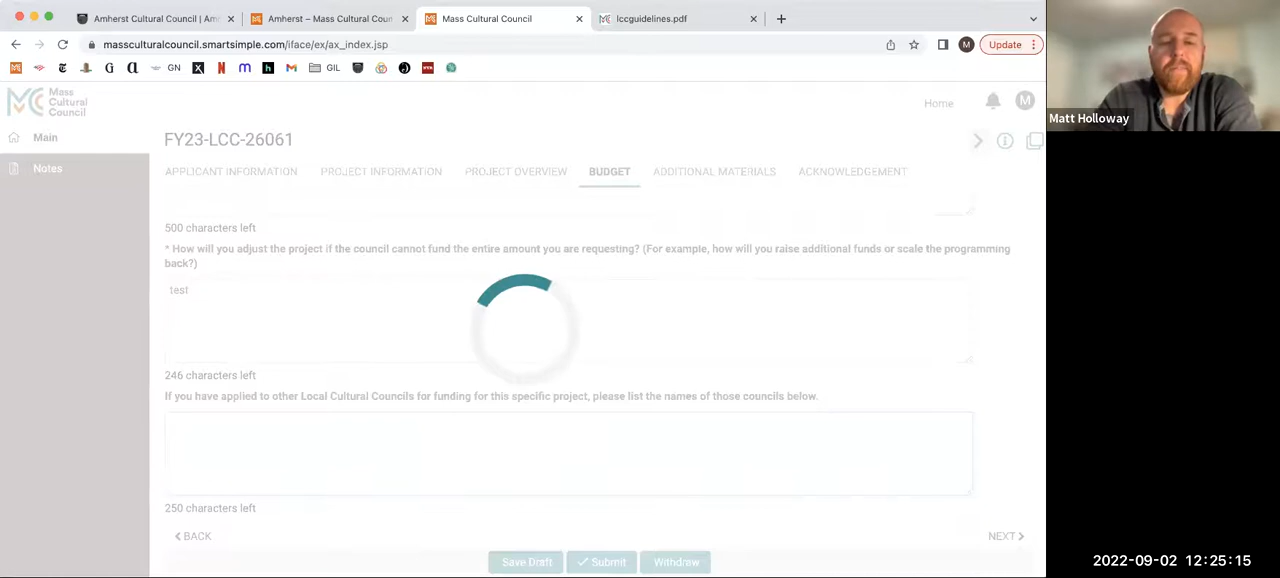 Amherst Cultural Council | Am
Amherst – Mass Cultural Coun
Mass Cultural Council
lccguidelines.pdf
massculturalcouncil.smartsimple.com/iface/ex/ax_index.jsp
M
Update
GN
GIL
Mass
Cultural
Council
Home
M
Main
Notes
FY23-LCC-26061
APPLICANT INFORMATION
PROJECT INFORMATION
PROJECT OVERVIEW
BUDGET
ADDITIONAL MATERIALS
ACKNOWLEDGEMENT
500 characters left
* How will you adjust the project if the council cannot fund the entire amount you are requesting? (For example, how will you raise additional funds or scale the programming
back?)
test
246 characters left
If you have applied to other Local Cultural Councils for funding for this specific project, please list the names of those councils below.
250 characters left
BACK
NEXT
Save Draft
Submit
Withdraw
Matt Holloway
2022-09-02 12:25:15